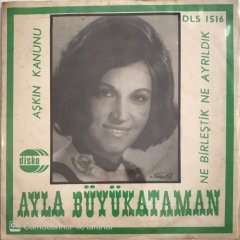 DLS 1516
AŞKIN KANUNU
NE BİRLEŞTİK NE AYRILDIK
disko
AYLA BÜYÜKATAMAN